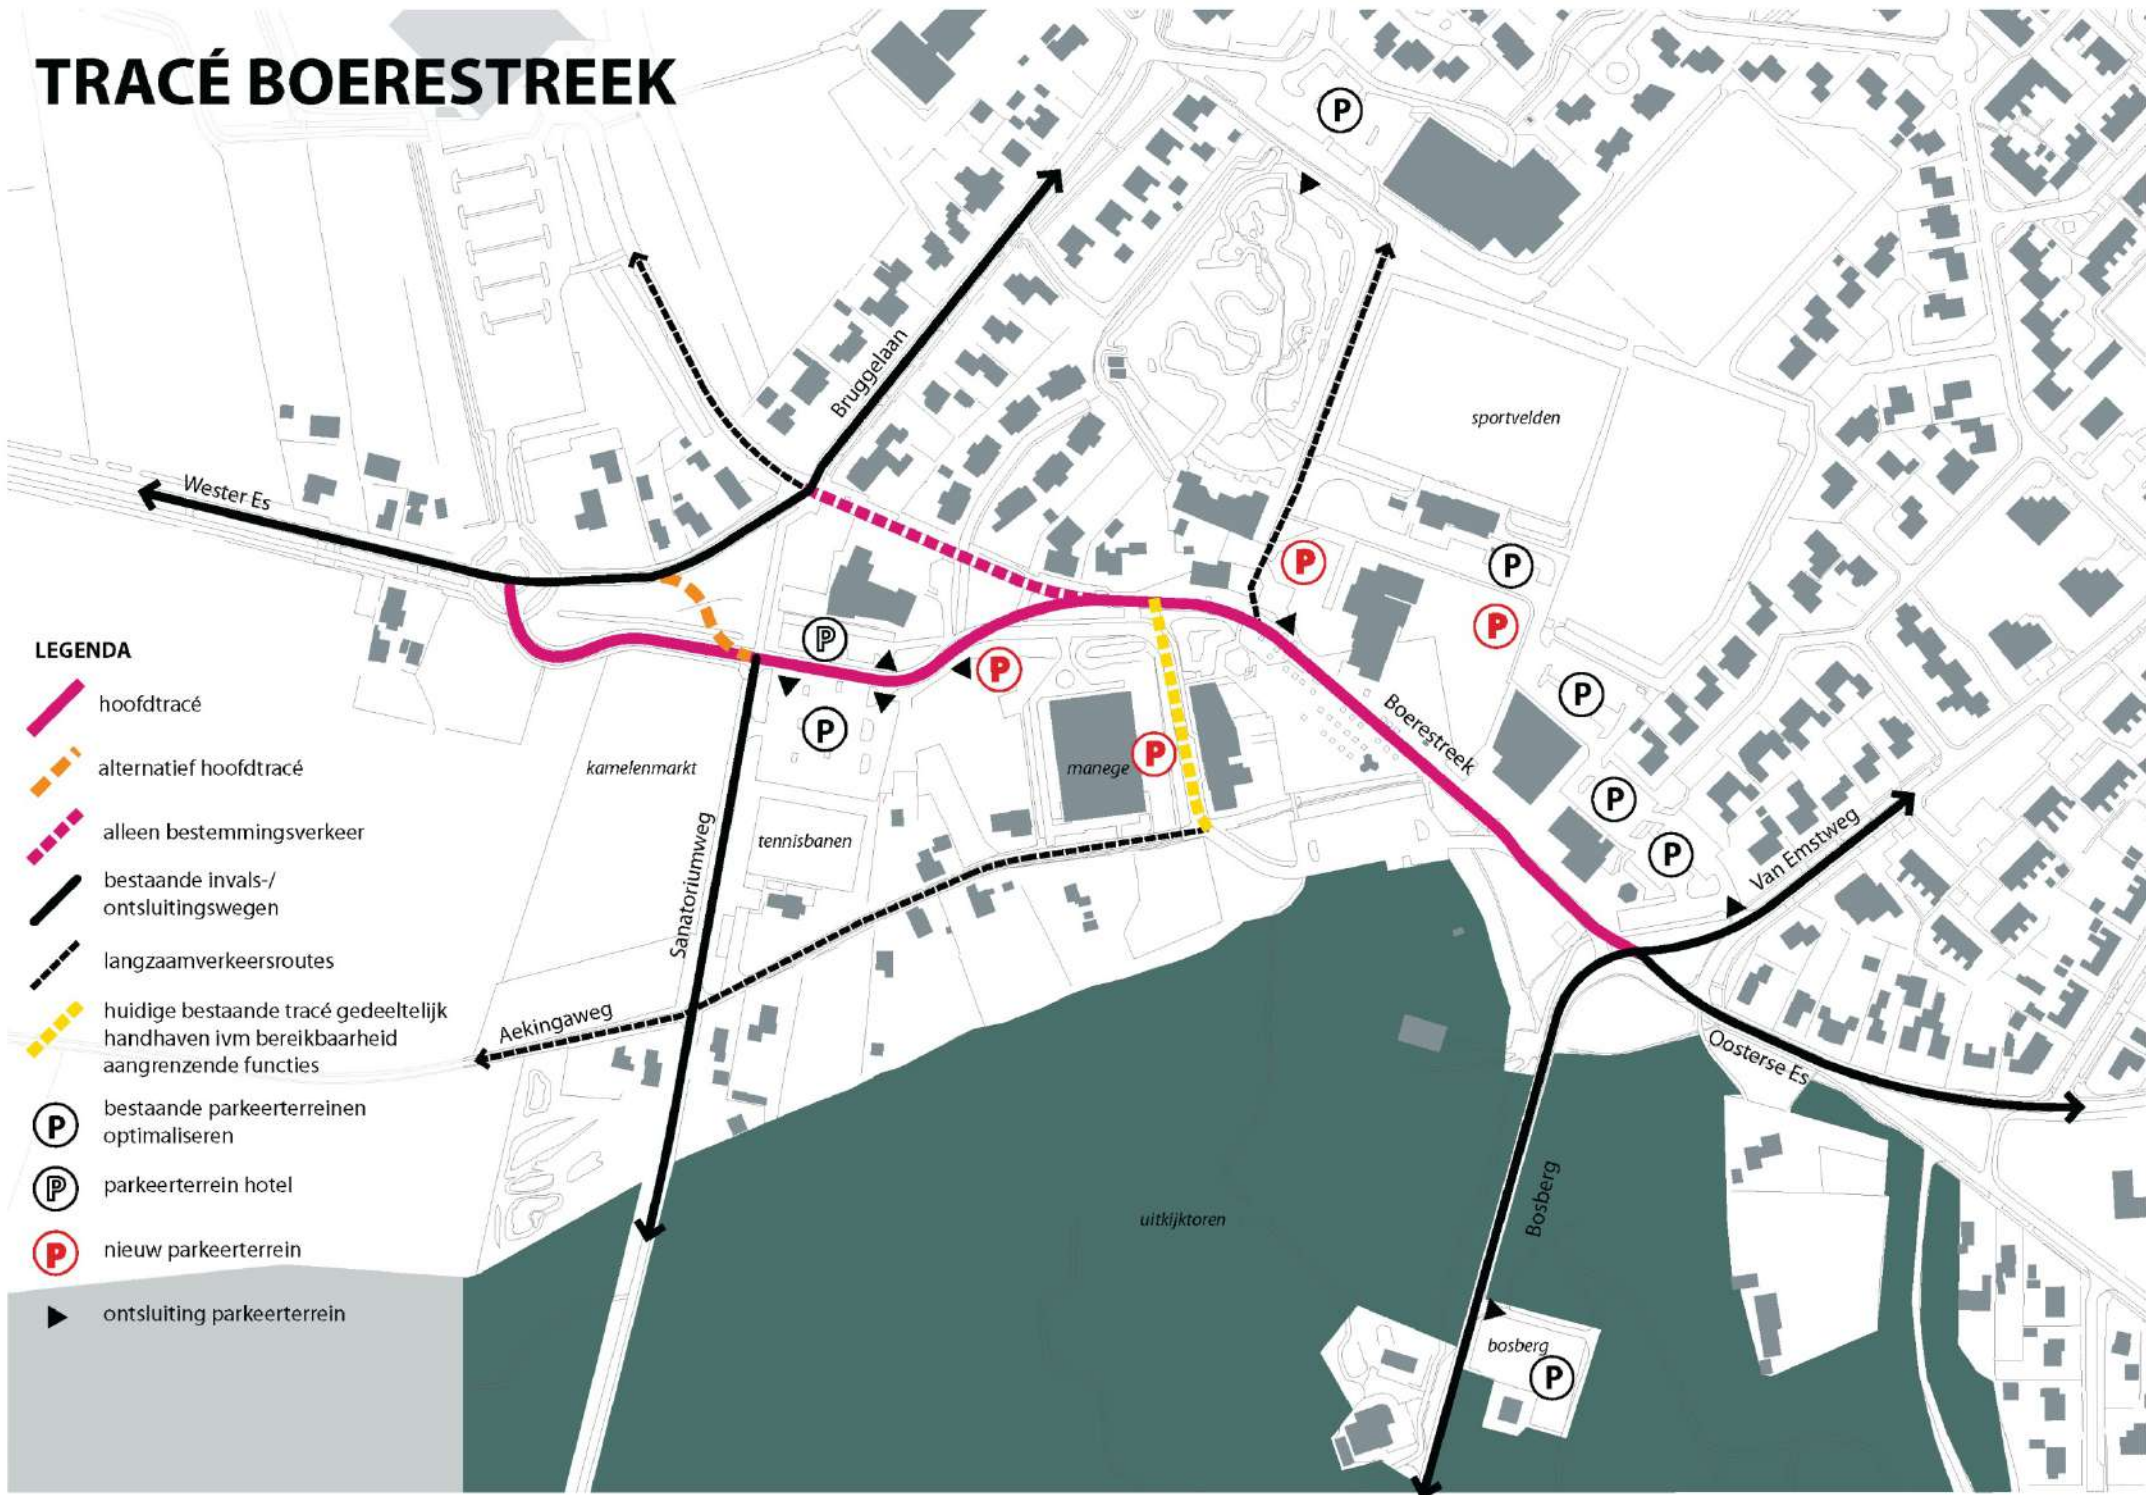 TRACÉ BOERESTREEK
P
Bruggelaan
sportvelden
Wester Es
P
P
P
P
P
P
P
P
P
P
P
LEGENDA
hoofdtracé
alternatief hoofdtracé
alleen bestemmingsverkeer
bestaande invals-/
ontsluitingswegen
langzaamverkeersroutes
huidige bestaande tracé gedeeltelijk
handhaven ivm bereikbaarheid
aangrenzende functies
P
bestaande parkeerterreinen
optimaliseren
P
parkeerterrein hotel
P
nieuw parkeerterrein
ontsluiting parkeerterrein
kamelenmarkt
manege
Boerestreek
tennisbanen
Sanatoriumweg
Van Emstweg
Aekingaweg
Oosterse Es
uitkijktoren
Bosberg
bosberg